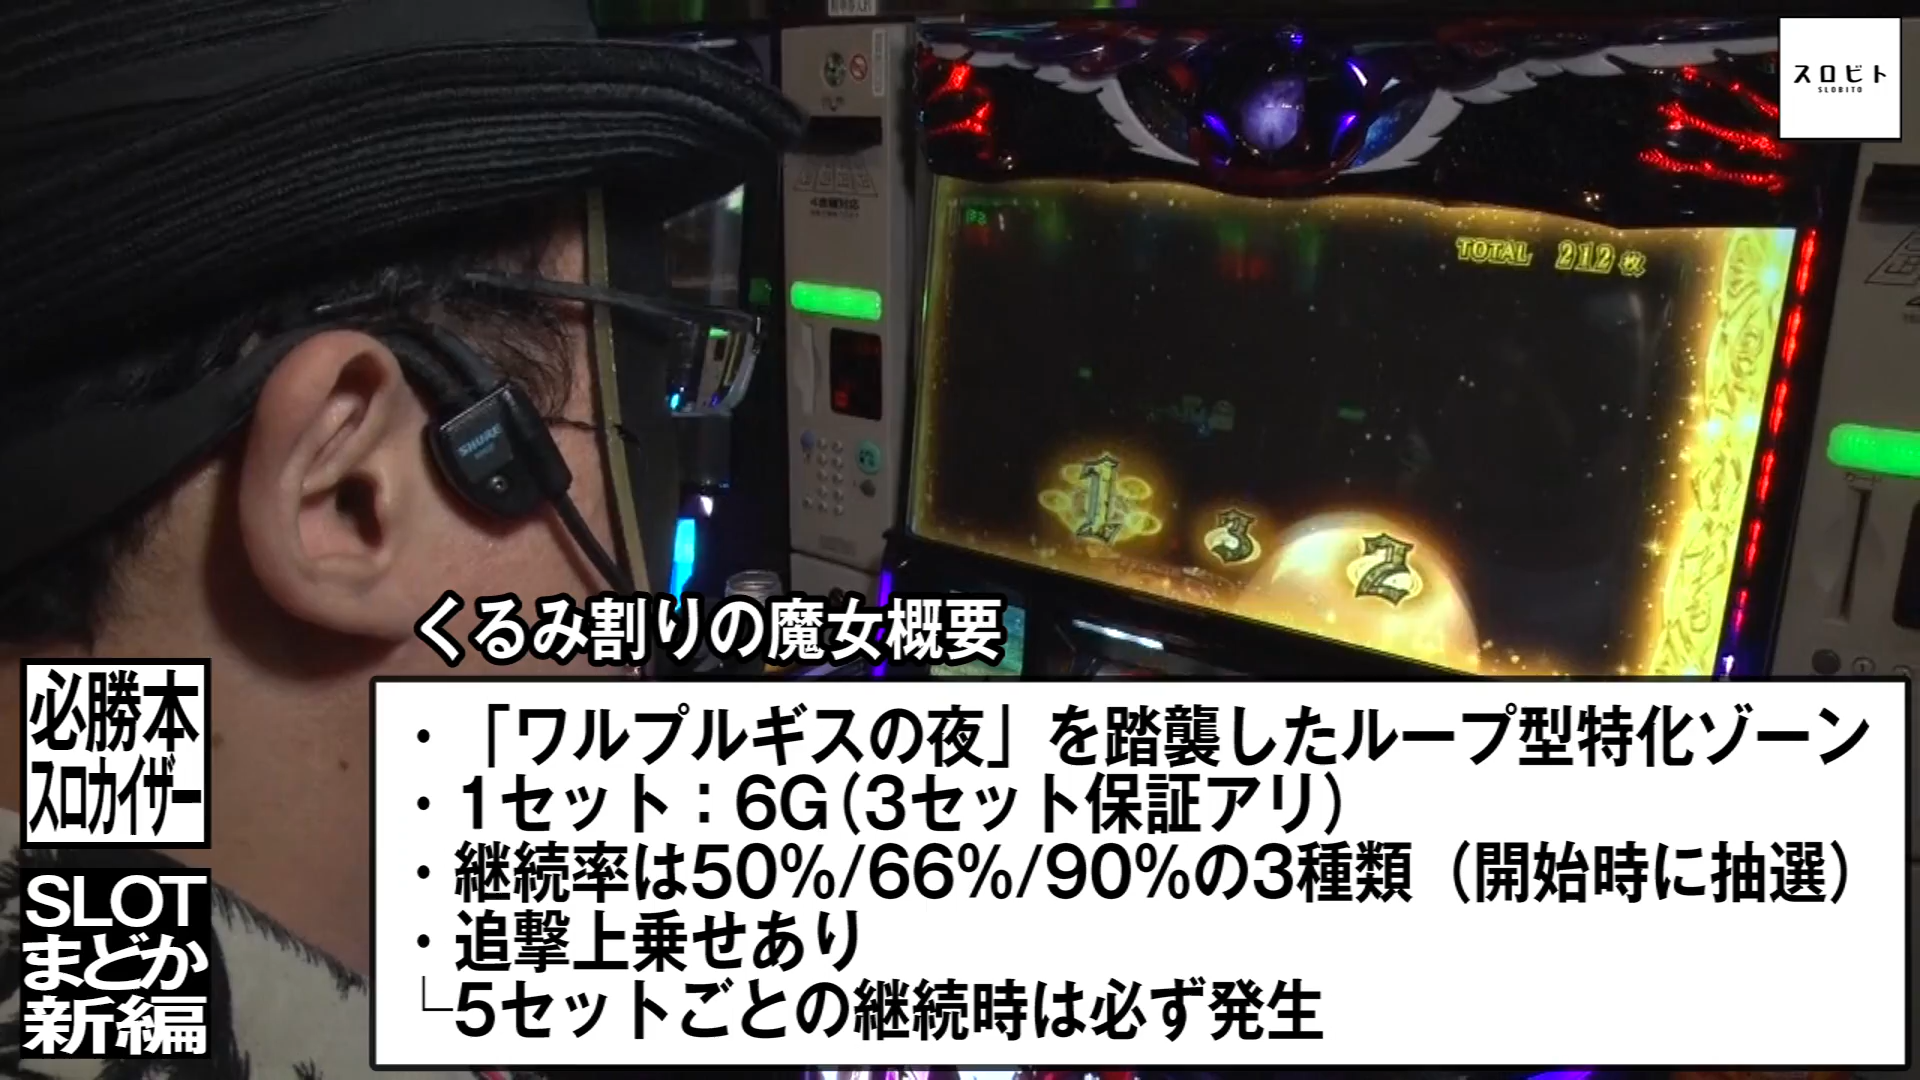 スロビト
SLOBITO
4金種対応
TOTAL 212枚
SHURE
1
3
2
くるみ割りの魔女概要
必勝本
スロカイザー
SLOT
まどか
新編
・「ワルプルギスの夜」を踏襲したループ型特化ゾーン
・1セット：6G(3セット保証アリ)
・継続率は50%/66%/90%の3種類（開始時に抽選）
・追撃上乗せあり
└5セットごとの継続時は必ず発生